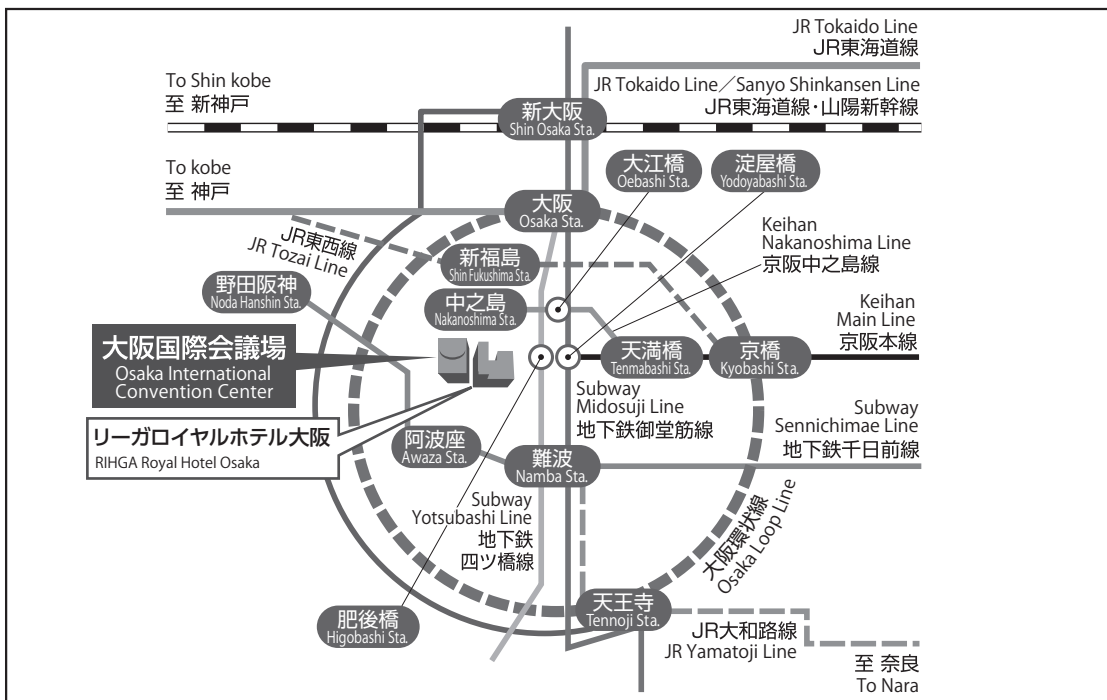 JR Tokaido Line
JR東海道線
To Shin kobe
至 新神戸
JR Tokaido Line／Sanyo Shinkansen Line
JR東海道線・山陽新幹線
新大阪
Shin Osaka Sta.
大江橋
Oebashi Sta.
淀屋橋
Yodoyabashi Sta.
To kobe
至 神戸
大阪
Osaka Sta.
JR東西線
JR Tozai Line
新福島
Shin Fukushima Sta.
Keihan
Nakanoshima Line
京阪中之島線
野田阪神
Noda Hanshin Sta.
中之島
Nakanoshima Sta.
Keihan
Main Line
京阪本線
大阪国際会議場
Osaka International
Convention Center
天満橋
Tenmabashi Sta.
京橋
Kyobashi Sta.
Subway
Midosuji Line
地下鉄御堂筋線
Subway
Sennichimae Line
地下鉄千日前線
リーガロイヤルホテル大阪
RIHGA Royal Hotel Osaka
阿波座
Awaza Sta.
難波
Namba Sta.
Subway
Yotsubashi Line
地下鉄
四ツ橋線
大阪環状線
Osaka Loop Line
肥後橋
Higobashi Sta.
天王寺
Tennoji Sta.
JR大和路線
JR Yamatoji Line
至 奈良
To Nara